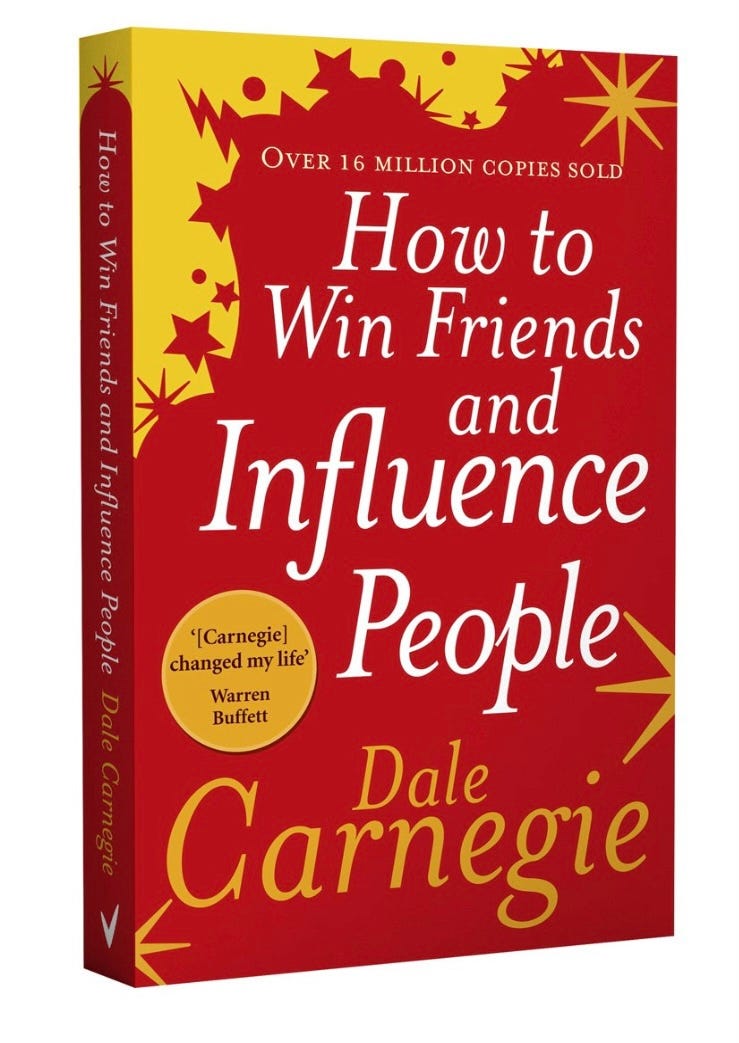 How to Win Friends and Influence People Dale Carnegie
OVER 16 MILLION COPIES SOLD
How to
Win Friends
and
Influence
People
‘[Carnegie]
changed my life’
Warren
Buffett
Dale
Carnegie